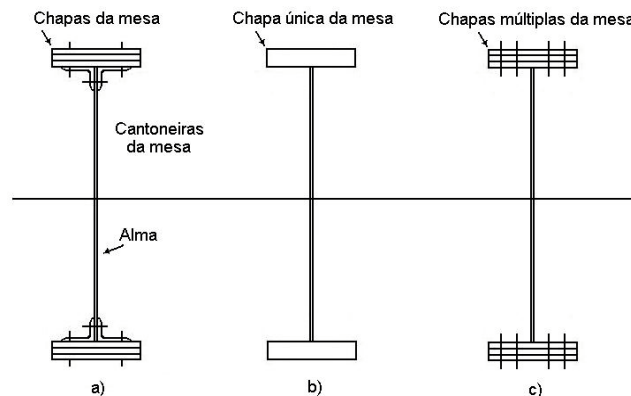 Chapas da mesa
Chapa única da mesa
Chapas múltiplas da mesa
Cantoneiras
da mesa
Alma
a)
b)
c)